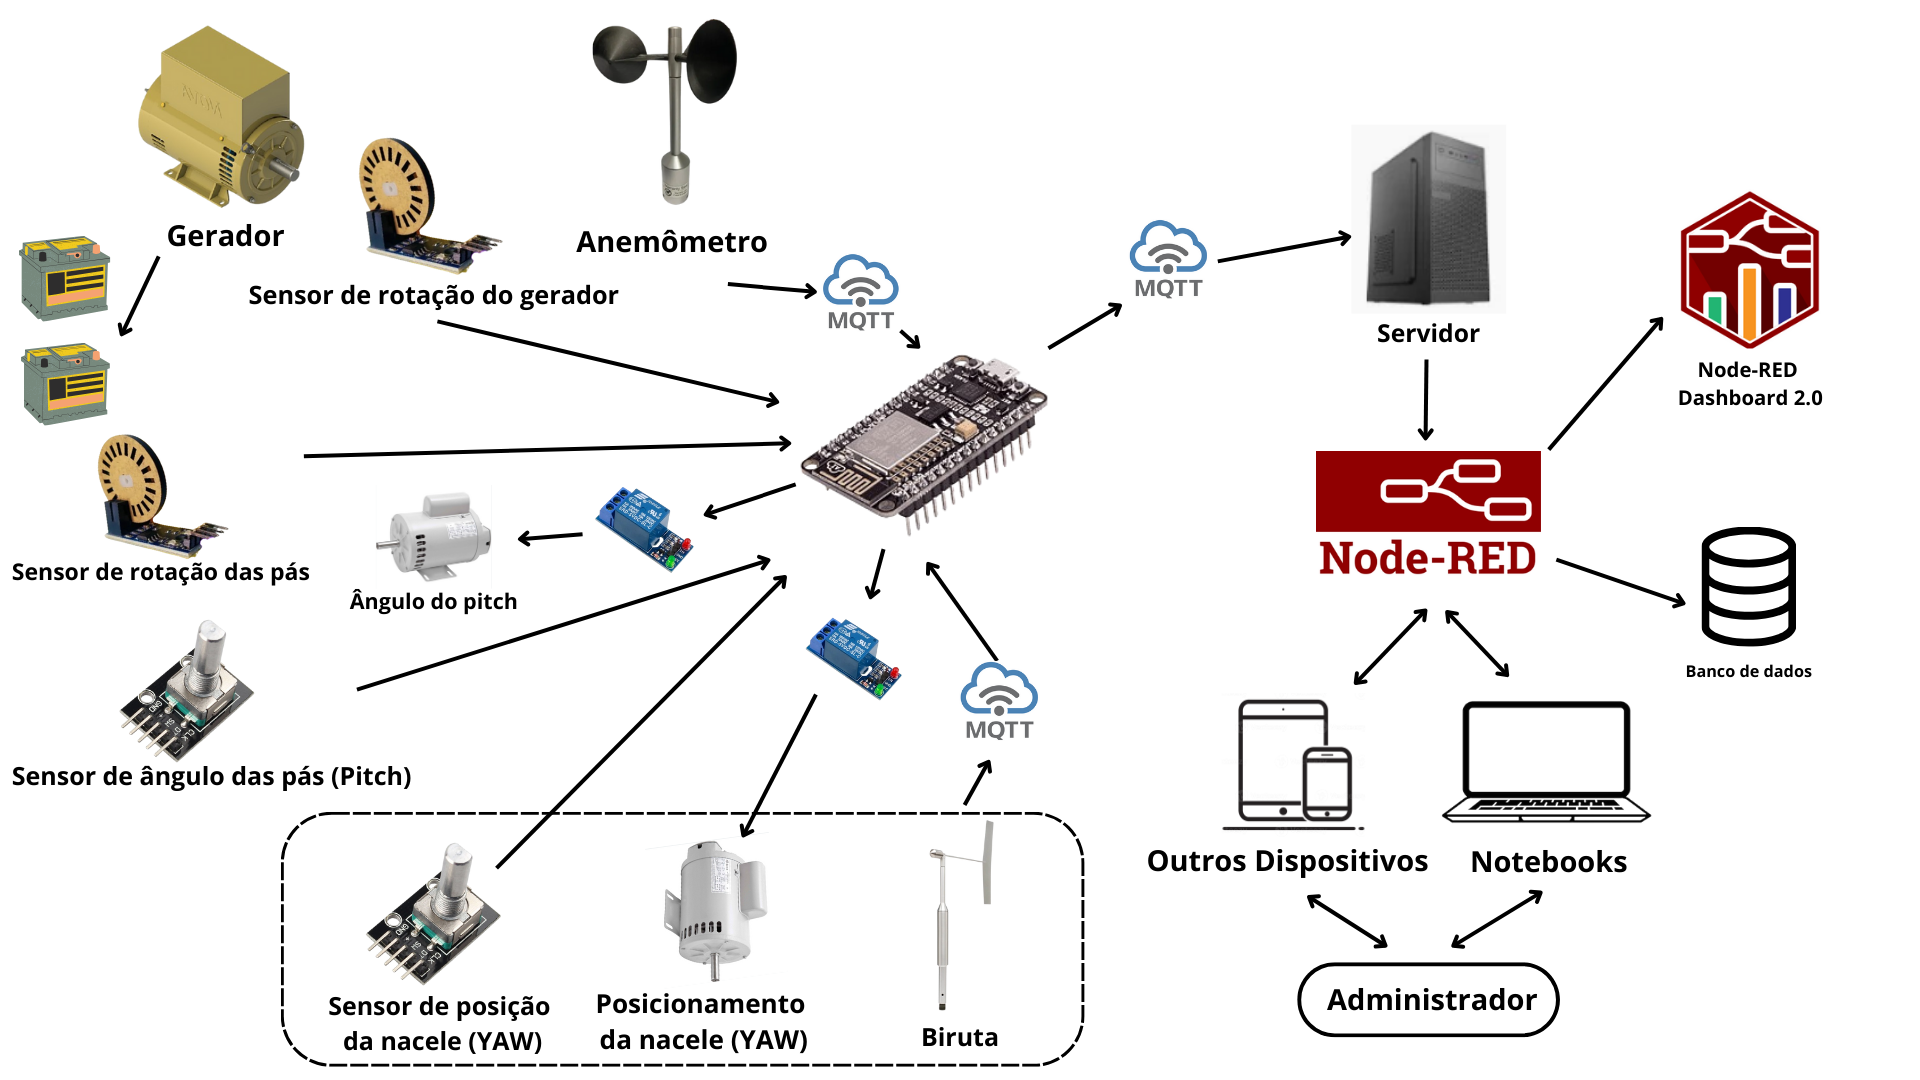 Gerador
Anemômetro
Sensor de rotação do gerador
MQTT
MQTT
Servidor
Node-RED
Dashboard 2.0
Node-RED
Sensor de rotação das pás
Ângulo do pitch
Banco de dados
MQTT
Sensor de ângulo das pás (Pitch)
Outros Dispositivos
Notebooks
Sensor de posição
da nacele (YAW)
Posicionamento
da nacele (YAW)
Biruta
Administrador